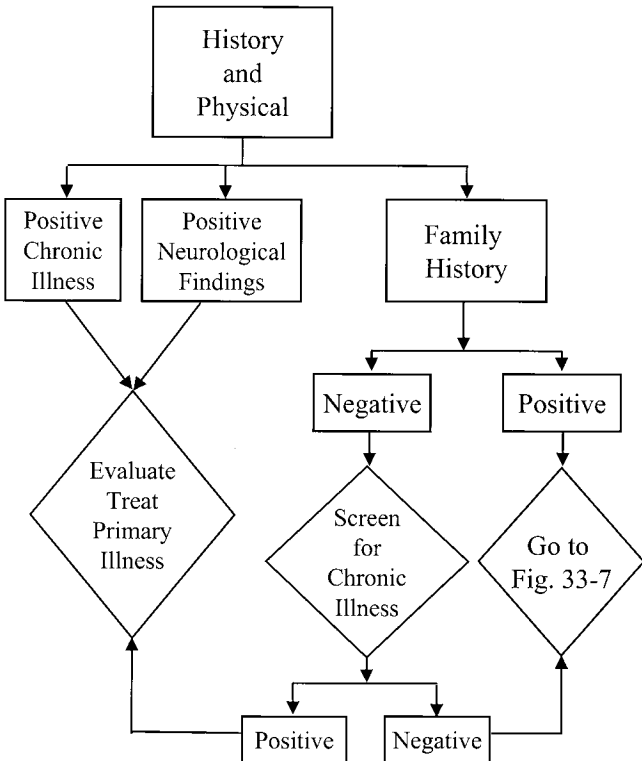 History
and
Physical
Positive
Chronic
Illness
Positive
Neurological
Findings
Family
History
Negative
Positive
Evaluate
Treat
Primary
Illness
Screen
for
Chronic
Illness
Go to
Fig. 33-7
Positive
Negative